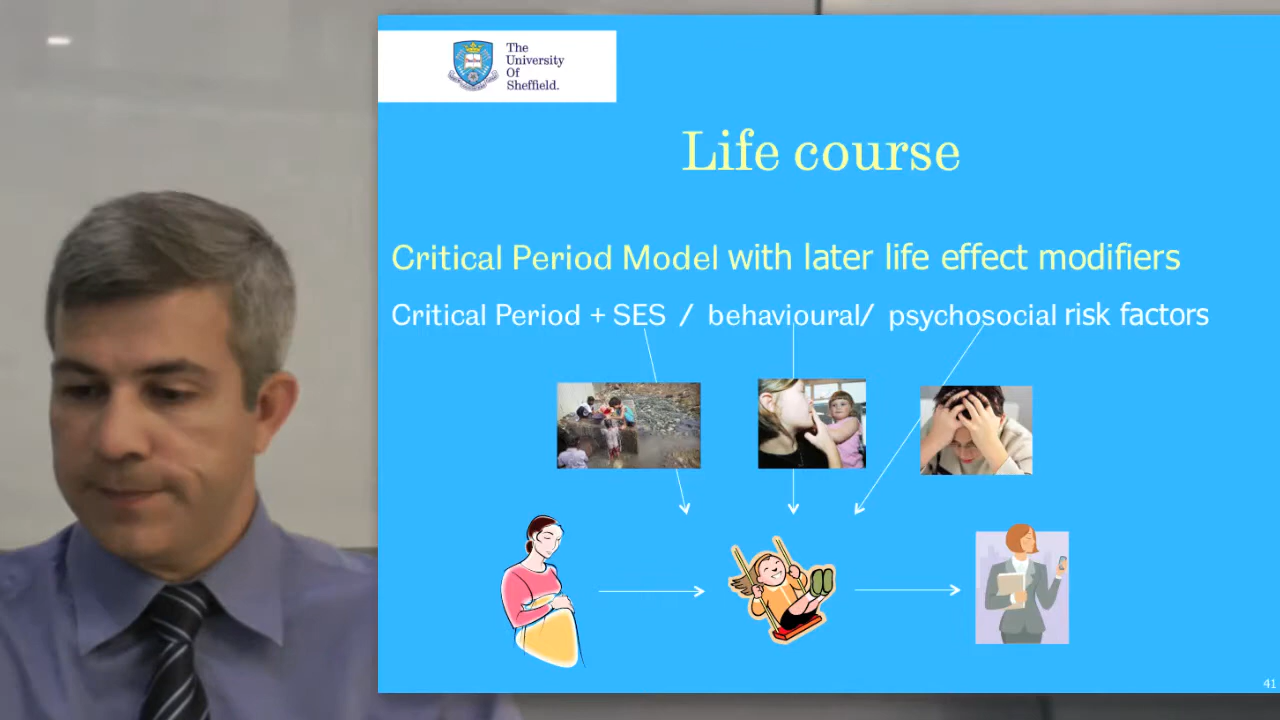 The
University
Of
Sheffield.
Life course
Critical Period Model with later life effect modifiers
Critical Period + SES / behavioural/ psychosocial risk factors
41